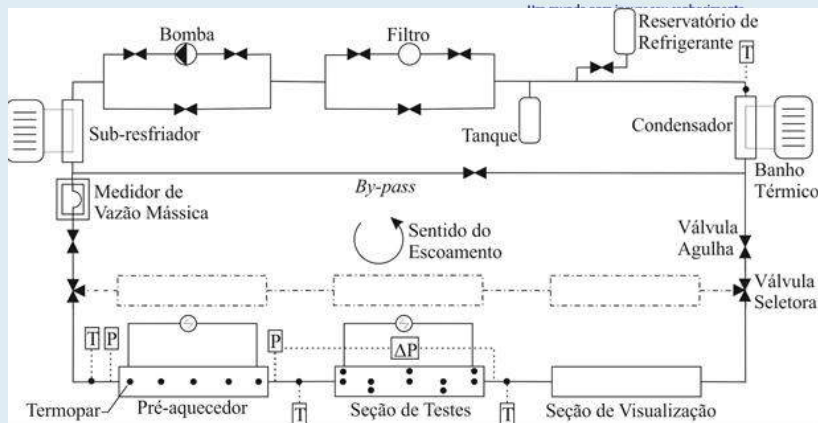 Bomba
Filtro
Reservatório de
Refrigerante
T
Sub-resfriador
Tanque
Condensador
Banho
Térmico
By-pass
Medidor de
Vazão Mássica
Sentido do
Escoamento
Válvula
Agulha
Válvula
Seletora
T
P
P
ΔP
Termopar
Pré-aquecedor
T
Seção de Testes
T
Seção de Visualização